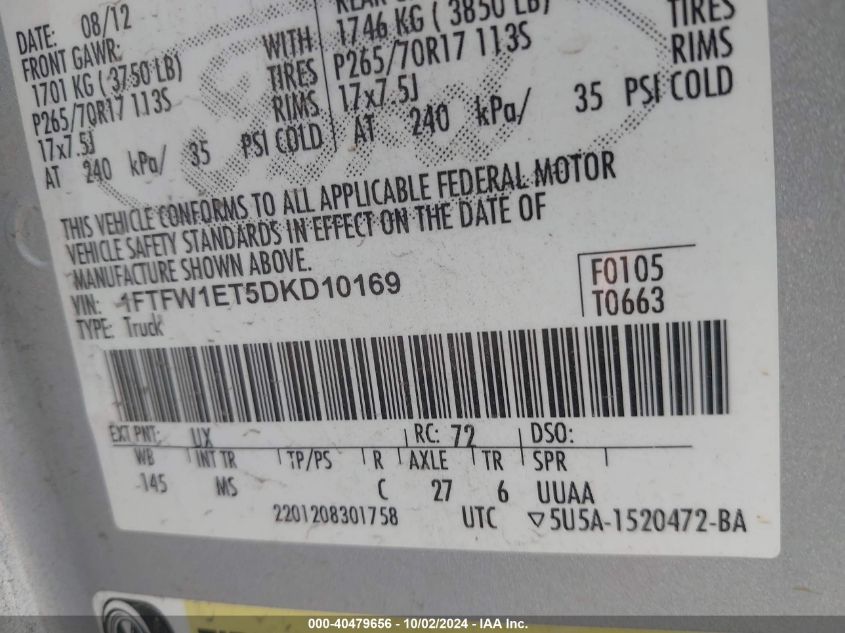 DATE: 08/12
FRONT GAWR:
1701 KG ( 3750 LB)
P265/70R17 113S
17x7.5J
AT 240 kPa/ 35 PSI COLD
WITH
TIRES
RIMS
1746 KG ( 3850 LB)
P265/70R17 113S
17x7.5J
AT 240 kPa/ 35 PSI COLD
TIRES
RIMS
THIS VEHICLE CONFORMS TO ALL APPLICABLE FEDERAL MOTOR
VEHICLE SAFETY STANDARDS IN EFFECT ON THE DATE OF
MANUFACTURE SHOWN ABOVE.
VIN: 1FTFW1ET5DKD10169
TYPE: Truck
F0105
T0663
EXT PNT: UX RC: 72 DSO:
WB INT TR TP/PS R AXLE TR SPR
145 MS C 27 6 UUAA
2201208301758 UTC ▽5U5A-1520472-BA
000-40479656 - 10/02/2024 - IAA Inc.